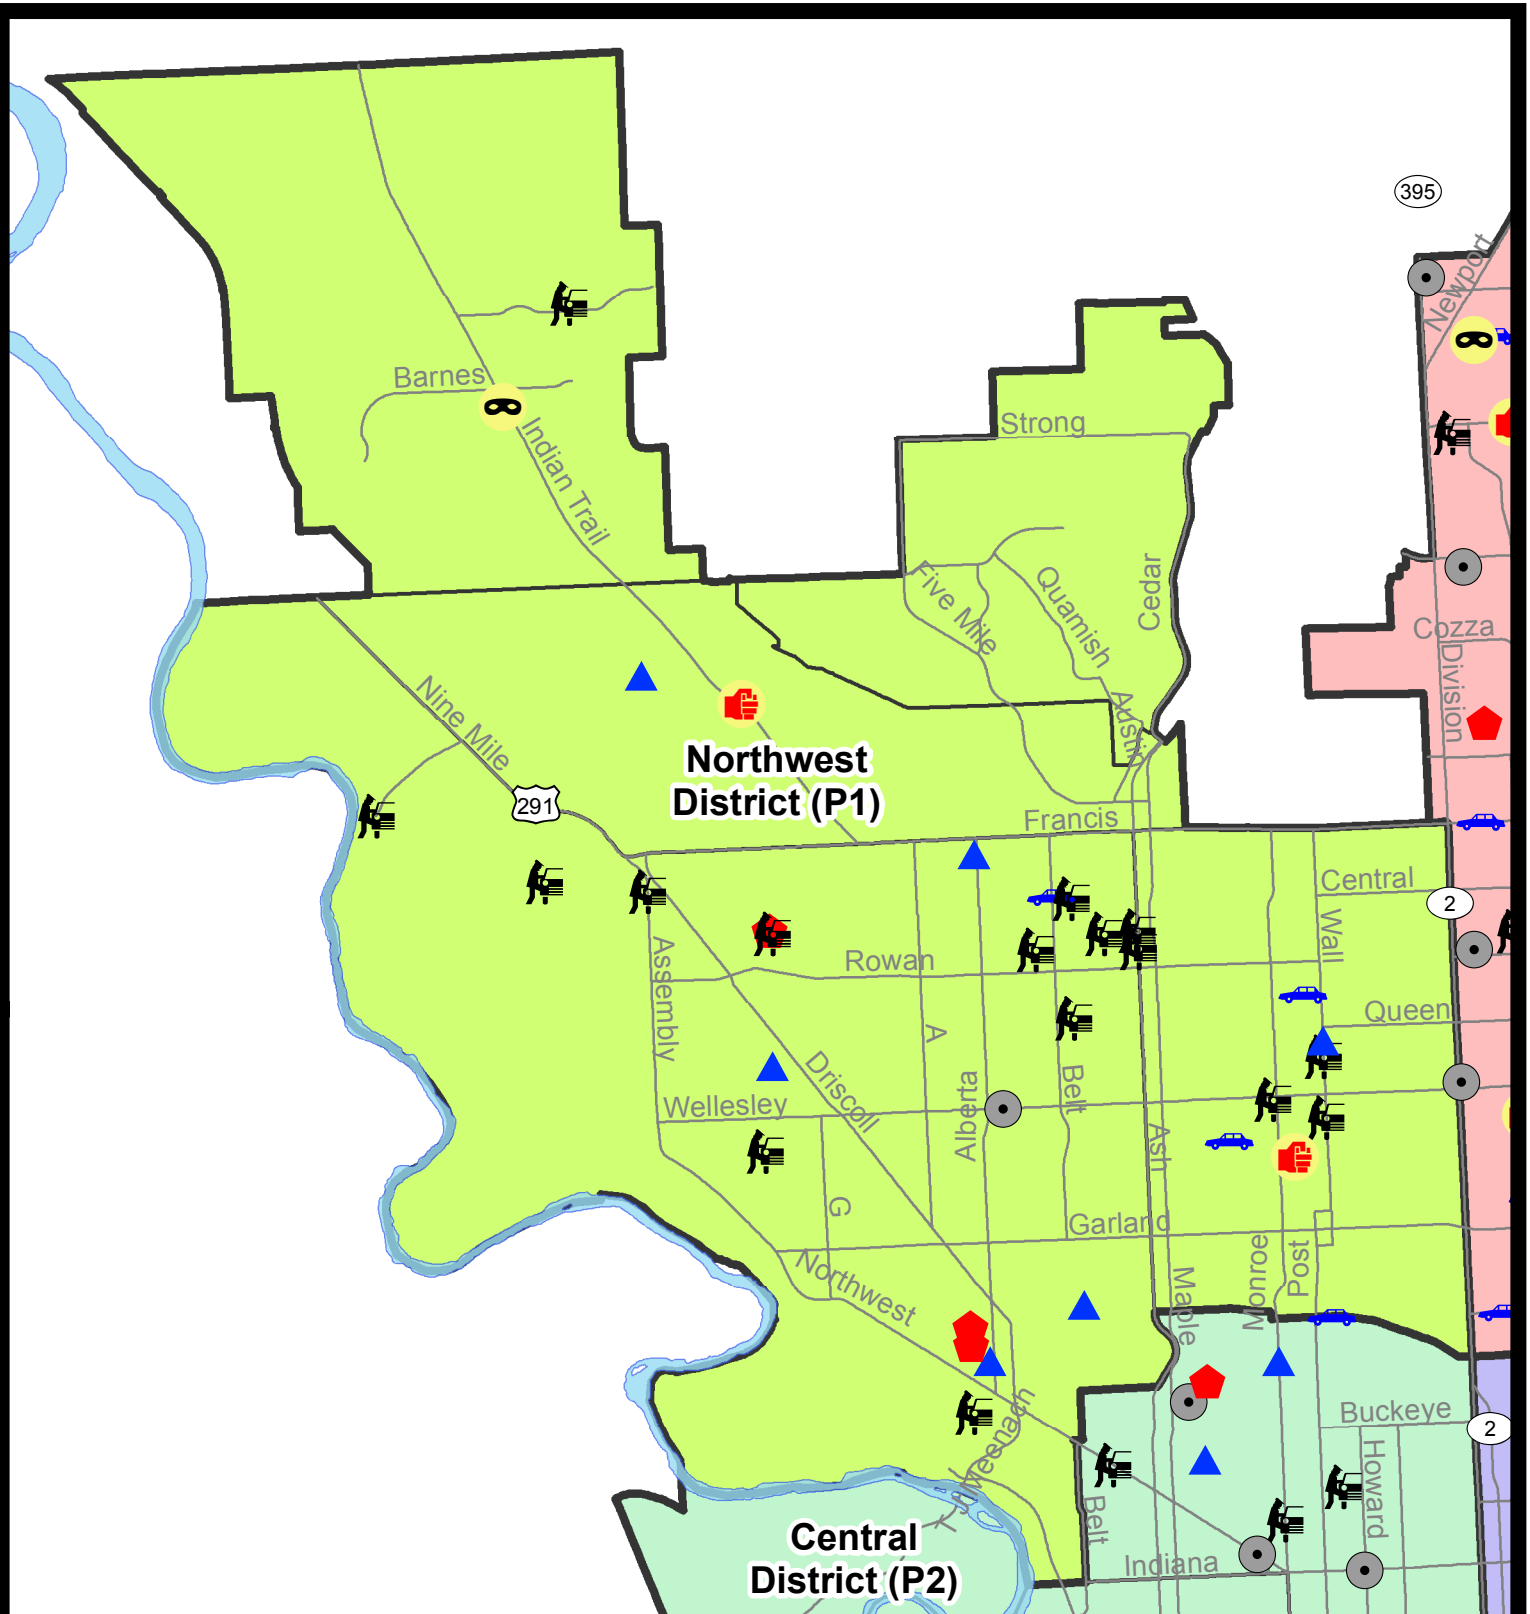 395
Newport
Barnes
Indian Trail
Strong
Five Mile
Quamish
Cedar
Cozza
Division
Austin
Nine Mile
291
Northwest
District (P1)
Francis
Central
2
Wall
Assembly
Rowan
Queen
A
Driscoll
Alberta
Belt
Wellesley
Ash
G
Garland
Northwest
Monroe
Post
Maple
Buckeye
2
Howard
Belt
Central
District (P2)
Indiana